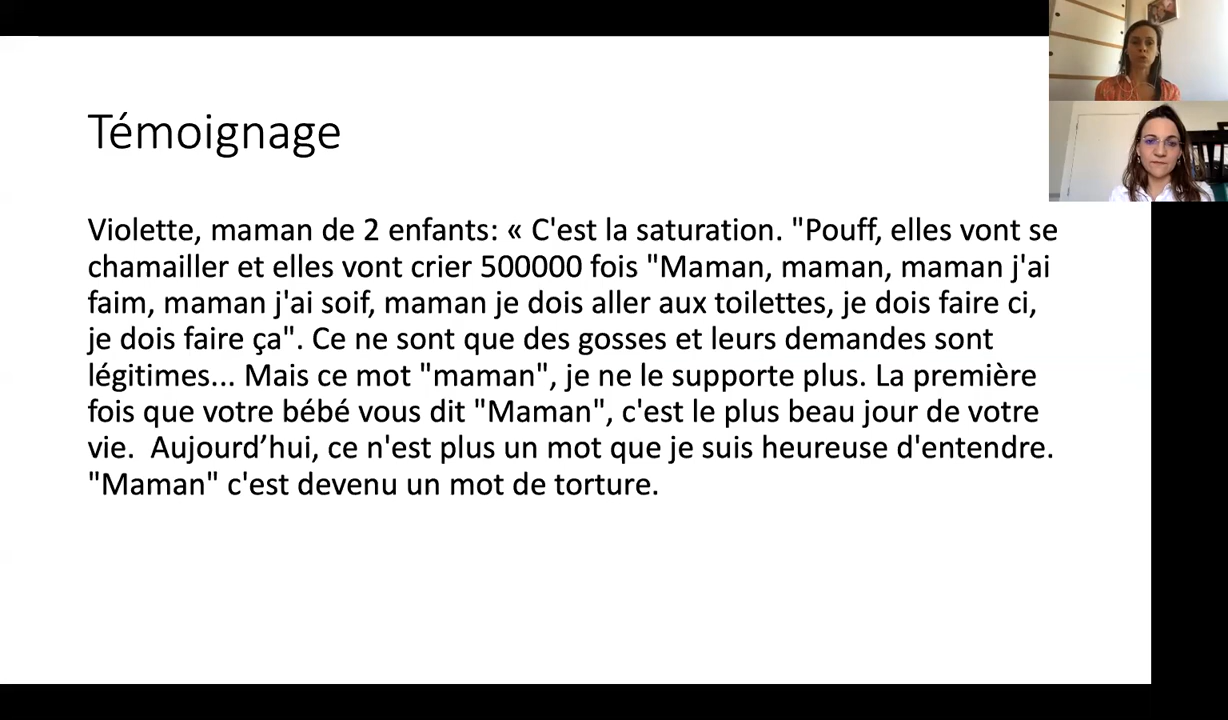 Témoignage
Violette, maman de 2 enfants: « C'est la saturation. "Pouff, elles vont se
chamailler et elles vont crier 500000 fois "Maman, maman, maman j'ai
faim, maman j'ai soif, maman je dois aller aux toilettes, je dois faire ci,
je dois faire ça". Ce ne sont que des gosses et leurs demandes sont
légitimes... Mais ce mot "maman", je ne le supporte plus. La première
fois que votre bébé vous dit "Maman", c'est le plus beau jour de votre
vie.  Aujourd’hui, ce n'est plus un mot que je suis heureuse d'entendre.
"Maman" c'est devenu un mot de torture.